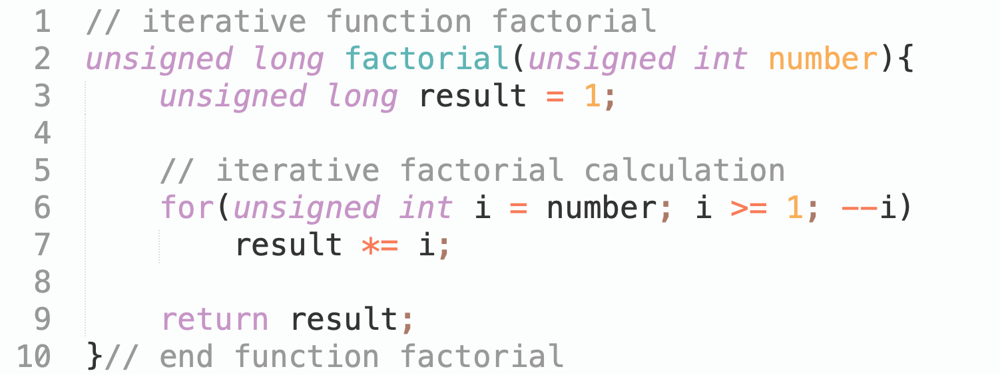 1 // iterative function factorial
2 unsigned long factorial(unsigned int number){
3     unsigned long result = 1;
4
5     // iterative factorial calculation
6     for(unsigned int i = number; i >= 1; --i)
7         result *= i;
8
9     return result;
10 }// end function factorial